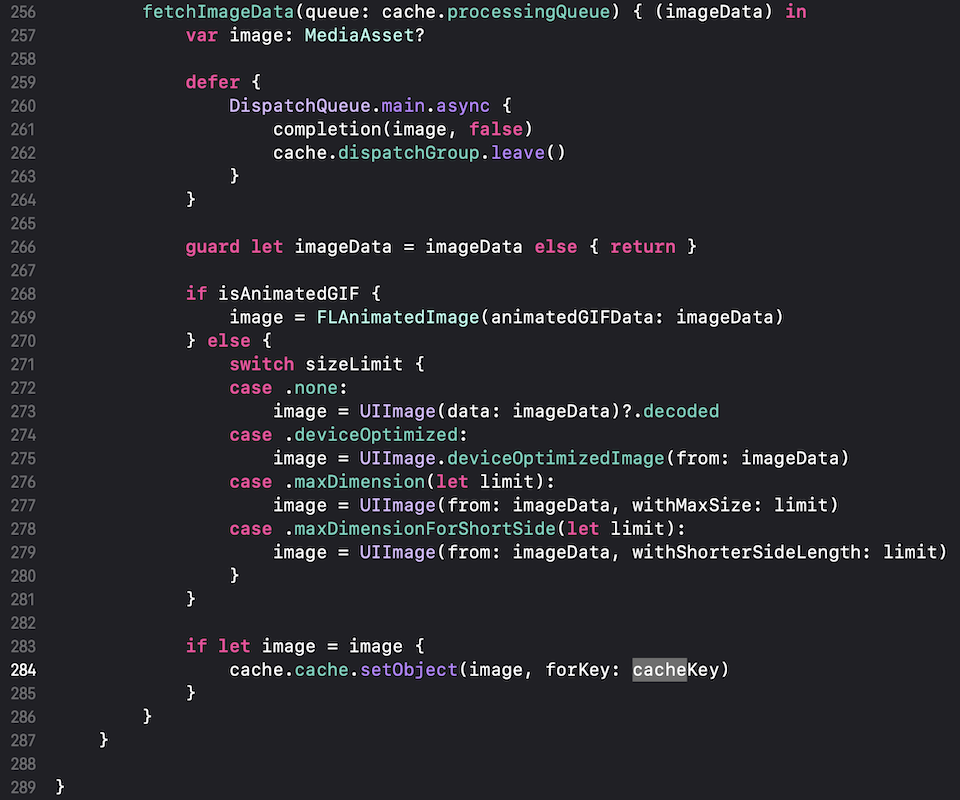 256 fetchImageData(queue: cache.processingQueue) { (imageData) in
257 var image: MediaAsset?
258
259 defer {
260 DispatchQueue.main.async {
261 completion(image, false)
262 cache.dispatchGroup.leave()
263 }
264 }
265
266 guard let imageData = imageData else { return }
267
268 if isAnimatedGIF {
269 image = FLAnimatedImage(animatedGIFData: imageData)
270 } else {
271 switch sizeLimit {
272 case .none:
273 image = UIImage(data: imageData)?.decoded
274 case .deviceOptimized:
275 image = UIImage.deviceOptimizedImage(from: imageData)
276 case .maxDimension(let limit):
277 image = UIImage(from: imageData, withMaxSize: limit)
278 case .maxDimensionForShortSide(let limit):
279 image = UIImage(from: imageData, withShorterSideLength: limit)
280 }
281 }
282
283 if let image = image {
284 cache.cache.setObject(image, forKey: cacheKey)
285 }
286 }
287 }
288
289 }